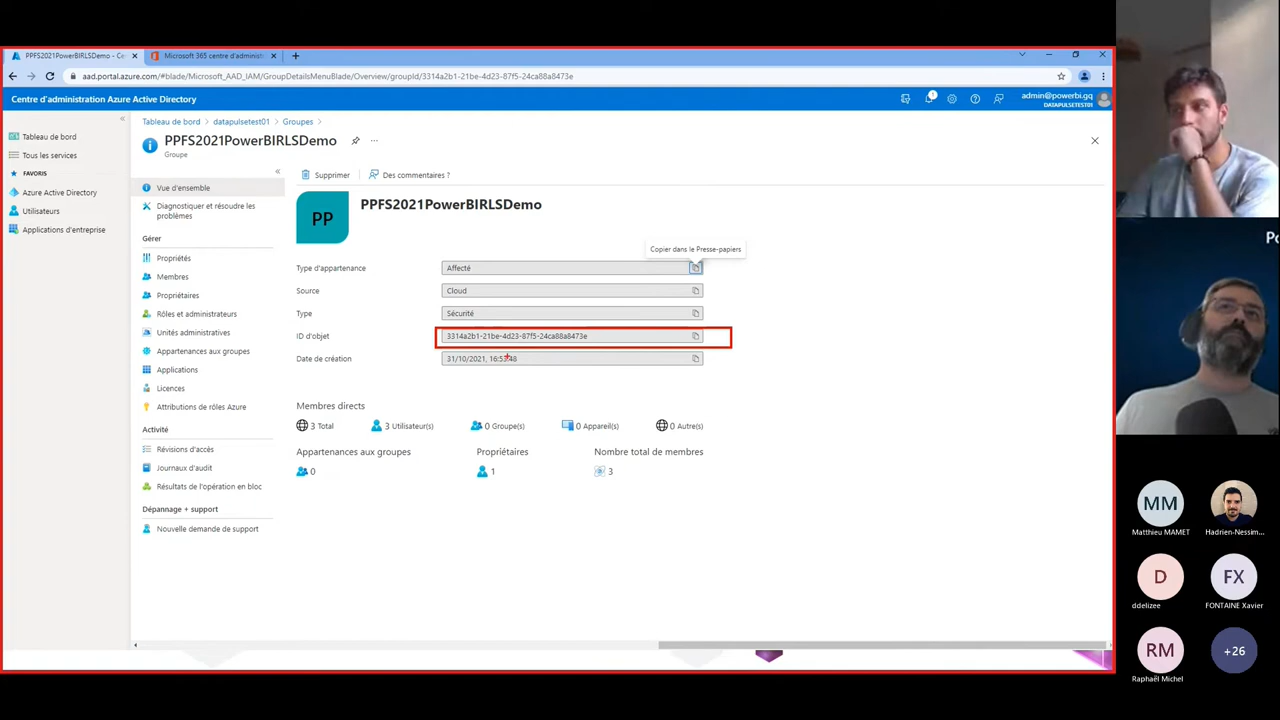 PPFS2021PowerBIRLSDemo - Ce
Microsoft 365 centre d'administ
aad.portal.azure.com/#blade/Microsoft_AAD_IAM/GroupDetailsMenuBlade/Overview/groupId/3314a2b1-21be-4d23-87f5-24ca88a8473e
Centre d'administration Azure Active Directory
1
admin@powerbi.gq
DATAPULSETEST01
Tableau de bord
Tous les services
FAVORIS
Azure Active Directory
Utilisateurs
Applications d'entreprise
Tableau de bord > datapulsetest01 > Groupes >
PPFS2021PowerBIRLSDemo
Groupe
Vue d'ensemble
Diagnostiquer et résoudre les
problèmes
Gérer
Propriétés
Membres
Propriétaires
Rôles et administrateurs
Unités administratives
Appartenances aux groupes
Applications
Licences
Attributions de rôles Azure
Activité
Révisions d'accès
Journaux d'audit
Résultats de l'opération en bloc
Dépannage + support
Nouvelle demande de support
Supprimer
Des commentaires ?
PP
PPFS2021PowerBIRLSDemo
Copier dans le Presse-papiers
Type d'appartenance Affecté
Source Cloud
Type Sécurité
ID d'objet 3314a2b1-21be-4d23-87f5-24ca88a8473e
Date de création 31/10/2021,
Membres directs
3 Total 3 Utilisateur(s) 0 Groupe(s) 0 Appareil(s) 0 Autre(s)
Appartenances aux groupes Propriétaires Nombre total de membres
0 1 3
Po
MM
Matthieu MAMET
Hadrien-Nessim...
D
ddelizee
FX
FONTAINE Xavier
RM
Raphaël Michel
+26